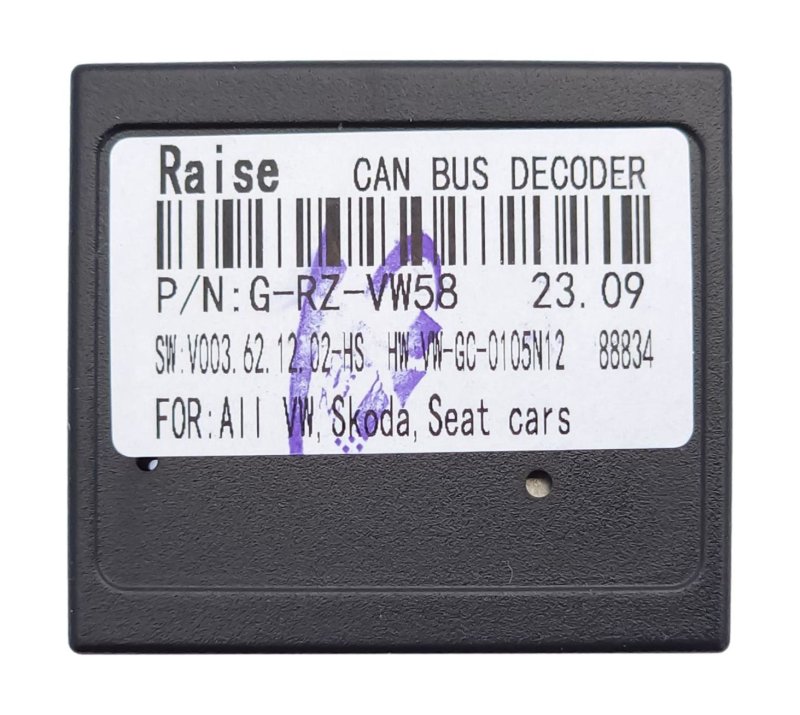 Raise CAN BUS DECODER
P/N:G-RZ-VW58 23.09
SW:V003.62.12.02-HS HW:VW-GC-0105N12 88834
FOR:All VW,Skoda,Seat cars